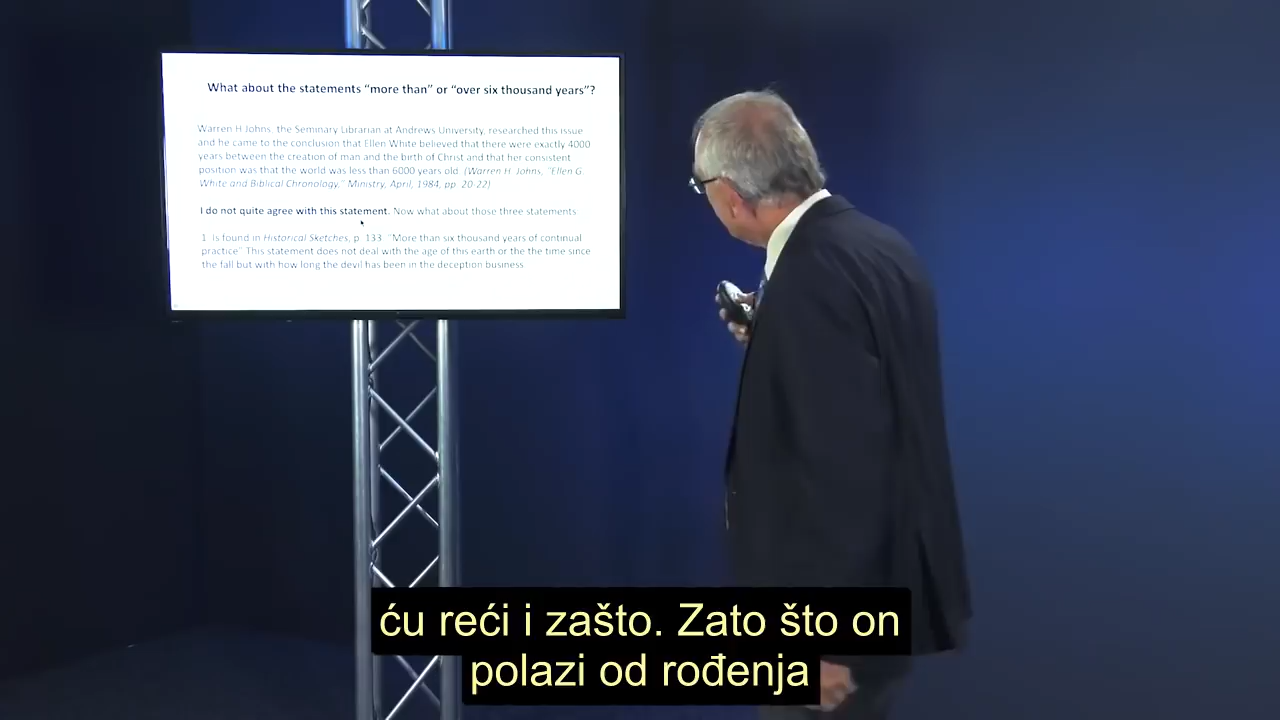 What about the statements “more than” or “over six thousand years”?
Warren H Johns, the Seminary Librarian at Andrews University, researched this issue
and he came to the conclusion that Ellen White believed that there were exactly 4000
years between the creation of man and the birth of Christ and that her consistent
position was that the world was less than 6000 years old. (Warren H. Johns, “Ellen G.
White and Biblical Chronology,” Ministry, April, 1984, pp. 20-22)
I do not quite agree with this statement. Now what about those three statements
1. Is found in Historical Sketches, p. 133 “More than six thousand years of continual
practice” This statement does not deal with the age of this earth or the the time since
the fall but with how long the devil has been in the deception business
ću reći i zašto. Zato što on
polazi od rođenja